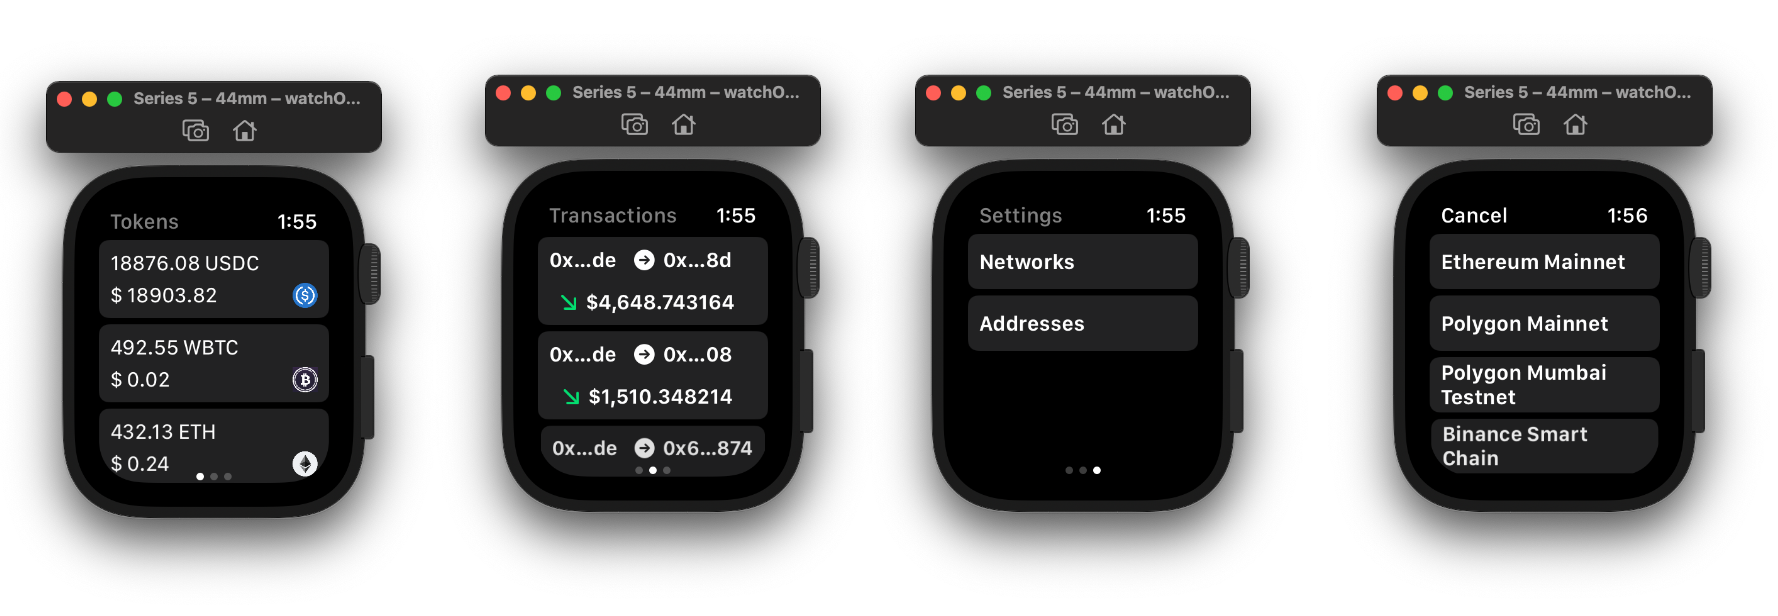 Series 5 – 44mm – watchO...
Tokens 1:55
18876.08 USDC
$ 18903.82
492.55 WBTC
$ 0.02
432.13 ETH
$ 0.24
Series 5 – 44mm – watchO...
Transactions 1:55
0x...de 0x...8d
$4,648.743164
0x...de 0x...08
$1,510.348214
0x...de 0x6...874
Series 5 – 44mm – watchO...
Settings 1:55
Networks
Addresses
Series 5 – 44mm – watchO...
Cancel 1:56
Ethereum Mainnet
Polygon Mainnet
Polygon Mumbai
Testnet
Binance Smart
Chain